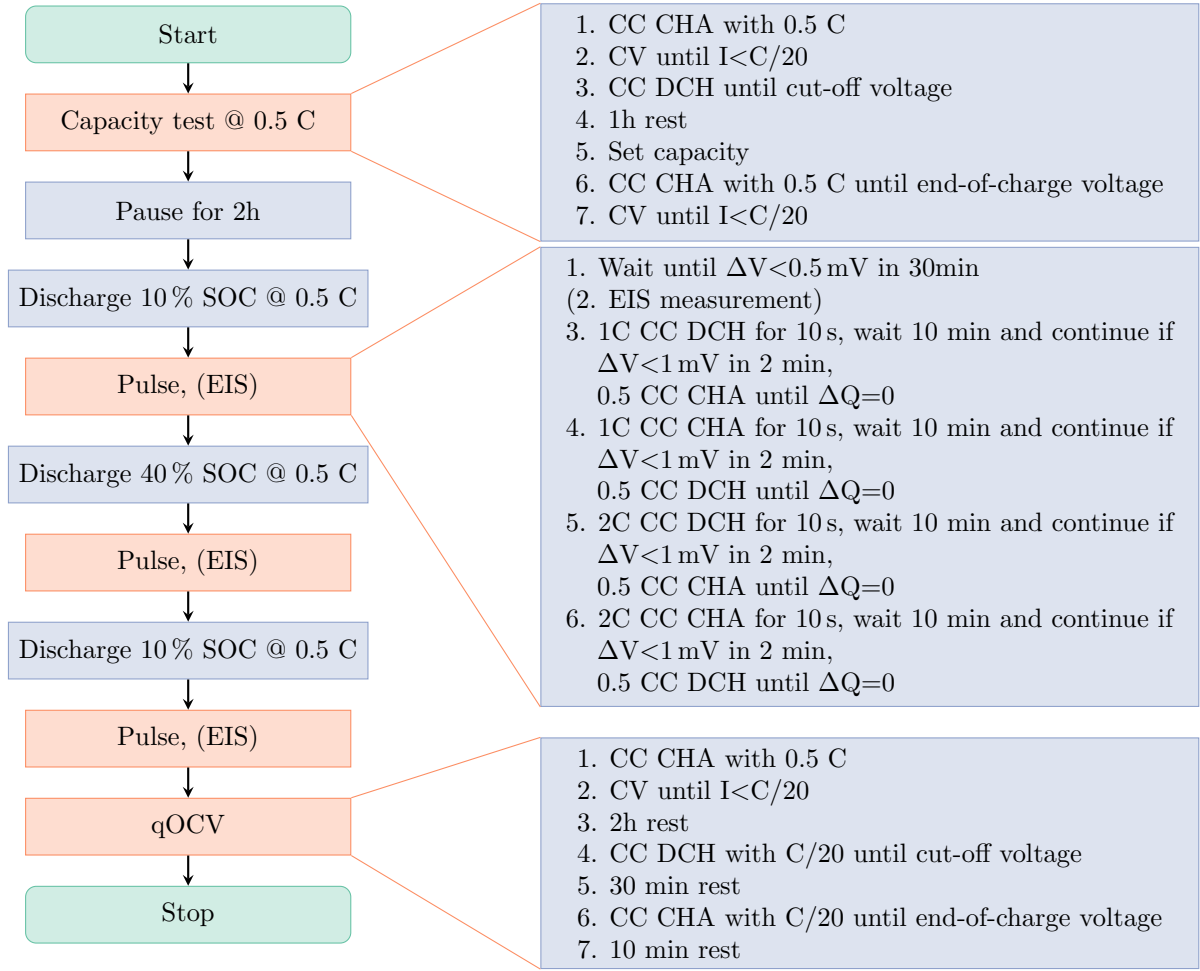 Start
Capacity test @ 0.5 C
Pause for 2h
Discharge 10 % SOC @ 0.5 C
Pulse, (EIS)
Discharge 40 % SOC @ 0.5 C
Pulse, (EIS)
Discharge 10 % SOC @ 0.5 C
Pulse, (EIS)
qOCV
Stop
1. CC CHA with 0.5 C
2. CV until I<C/20
3. CC DCH until cut-off voltage
4. 1h rest
5. Set capacity
6. CC CHA with 0.5 C until end-of-charge voltage
7. CV until I<C/20
1. Wait until ΔV<0.5 mV in 30min
(2. EIS measurement)
3. 1C CC DCH for 10 s, wait 10 min and continue if
ΔV<1 mV in 2 min,
0.5 CC CHA until ΔQ=0
4. 1C CC CHA for 10 s, wait 10 min and continue if
ΔV<1 mV in 2 min,
0.5 CC DCH until ΔQ=0
5. 2C CC DCH for 10 s, wait 10 min and continue if
ΔV<1 mV in 2 min,
0.5 CC CHA until ΔQ=0
6. 2C CC CHA for 10 s, wait 10 min and continue if
ΔV<1 mV in 2 min,
0.5 CC DCH until ΔQ=0
1. CC CHA with 0.5 C
2. CV until I<C/20
3. 2h rest
4. CC DCH with C/20 until cut-off voltage
5. 30 min rest
6. CC CHA with C/20 until end-of-charge voltage
7. 10 min rest